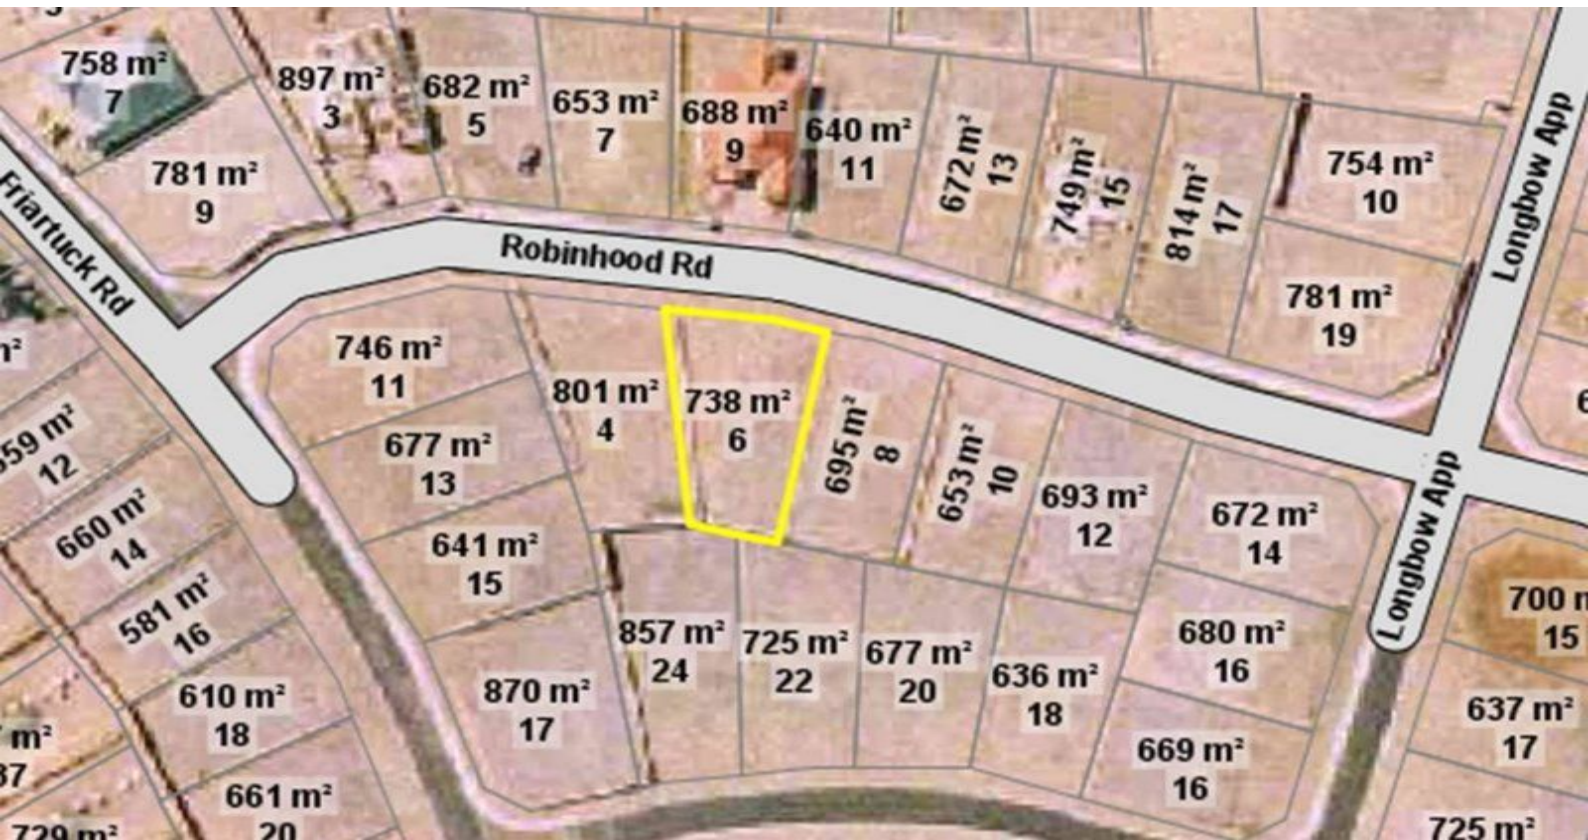 758 m²
7
897 m²
3
682 m²
5
653 m²
7
688 m²
9
640 m²
11
672 m²
13
749 m²
15
814 m²
17
754 m²
10
Longbow App
781 m²
9
781 m²
19
Friartuck Rd
Robinhood Rd
746 m²
11
801 m²
4
738 m²
6
695 m²
8
653 m²
10
693 m²
12
672 m²
14
Longbow App
677 m²
13
641 m²
15
870 m²
17
857 m²
24
725 m²
22
677 m²
20
636 m²
18
680 m²
16
669 m²
16
12
660 m²
14
581 m²
16
610 m²
18
661 m²
20
729 m²
m²
37
700
15
637 m²
17
725 m²